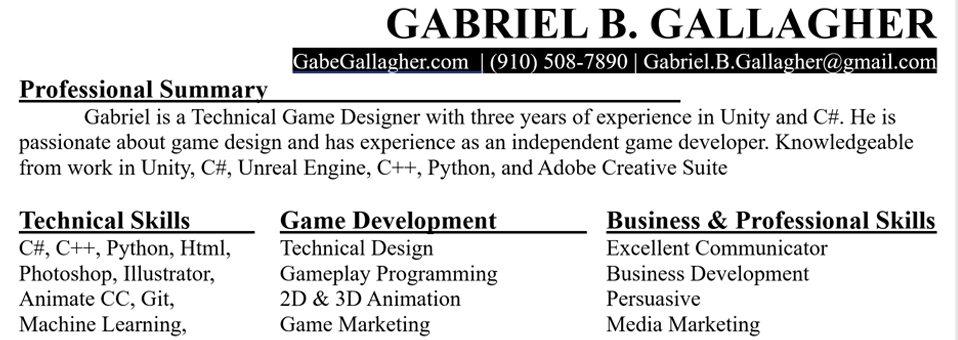 GABRIEL B. GALLAGHER
GabeGallagher.com | (910) 508-7890 | Gabriel.B.Gallagher@gmail.com
Professional Summary
Gabriel is a Technical Game Designer with three years of experience in Unity and C#. He is
passionate about game design and has experience as an independent game developer. Knowledgeable
from work in Unity, C#, Unreal Engine, C++, Python, and Adobe Creative Suite
Technical Skills
C#, C++, Python, Html,
Photoshop, Illustrator,
Animate CC, Git,
Machine Learning,
Game Development
Technical Design
Gameplay Programming
2D & 3D Animation
Game Marketing
Business & Professional Skills
Excellent Communicator
Business Development
Persuasive
Media Marketing